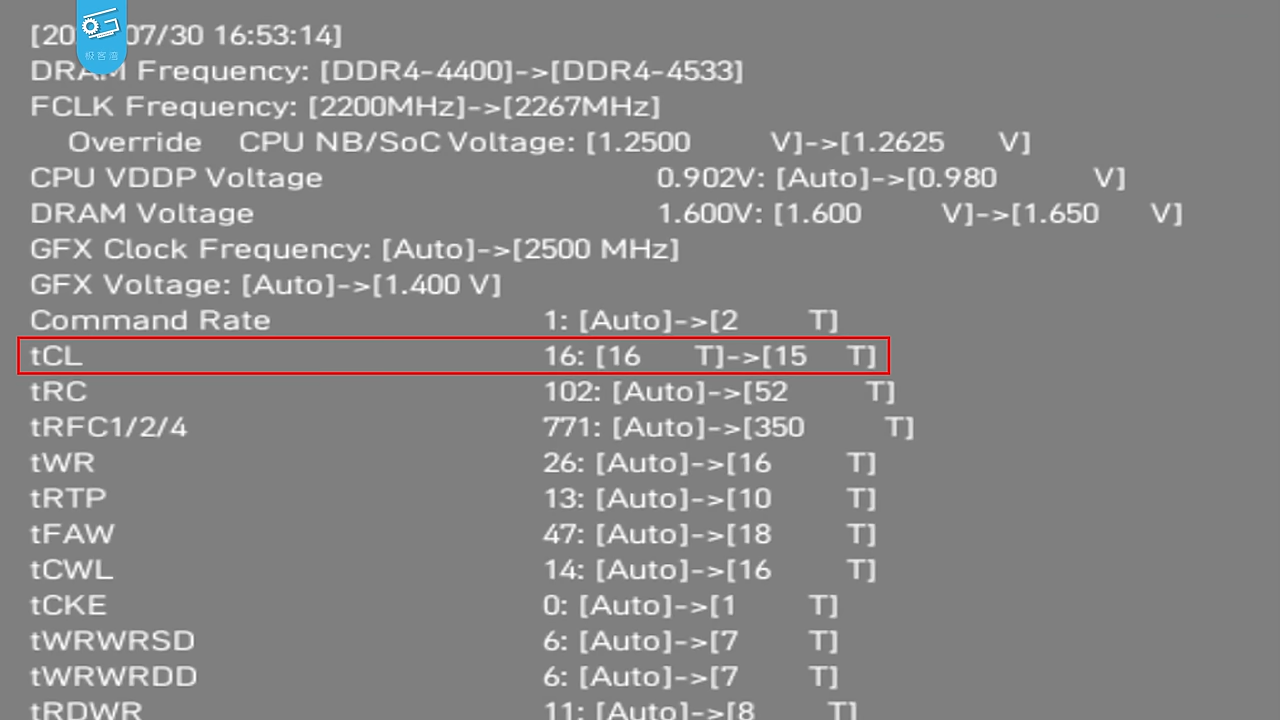 [20 07/30 16:53:14]
极客湾
DRAM Frequency: [DDR4-4400]->[DDR4-4533]
FCLK Frequency: [2200MHz]->[2267MHz]
Override CPU NB/SoC Voltage: [1.2500 V]->[1.2625 V]
CPU VDDP Voltage 0.902V: [Auto]->[0.980 V]
DRAM Voltage 1.600V: [1.600 V]->[1.650 V]
GFX Clock Frequency: [Auto]->[2500 MHz]
GFX Voltage: [Auto]->[1.400 V]
Command Rate 1: [Auto]->[2 T]
tCL 16: [16 T]->[15 T]
tRC 102: [Auto]->[52 T]
tRFC1/2/4 771: [Auto]->[350 T]
tWR 26: [Auto]->[16 T]
tRTP 13: [Auto]->[10 T]
tFAW 47: [Auto]->[18 T]
tCWL 14: [Auto]->[16 T]
tCKE 0: [Auto]->[1 T]
tWRWRSD 6: [Auto]->[7 T]
tWRWRDD 6: [Auto]->[7 T]
tRDWR 11: [Auto]->[8 T]